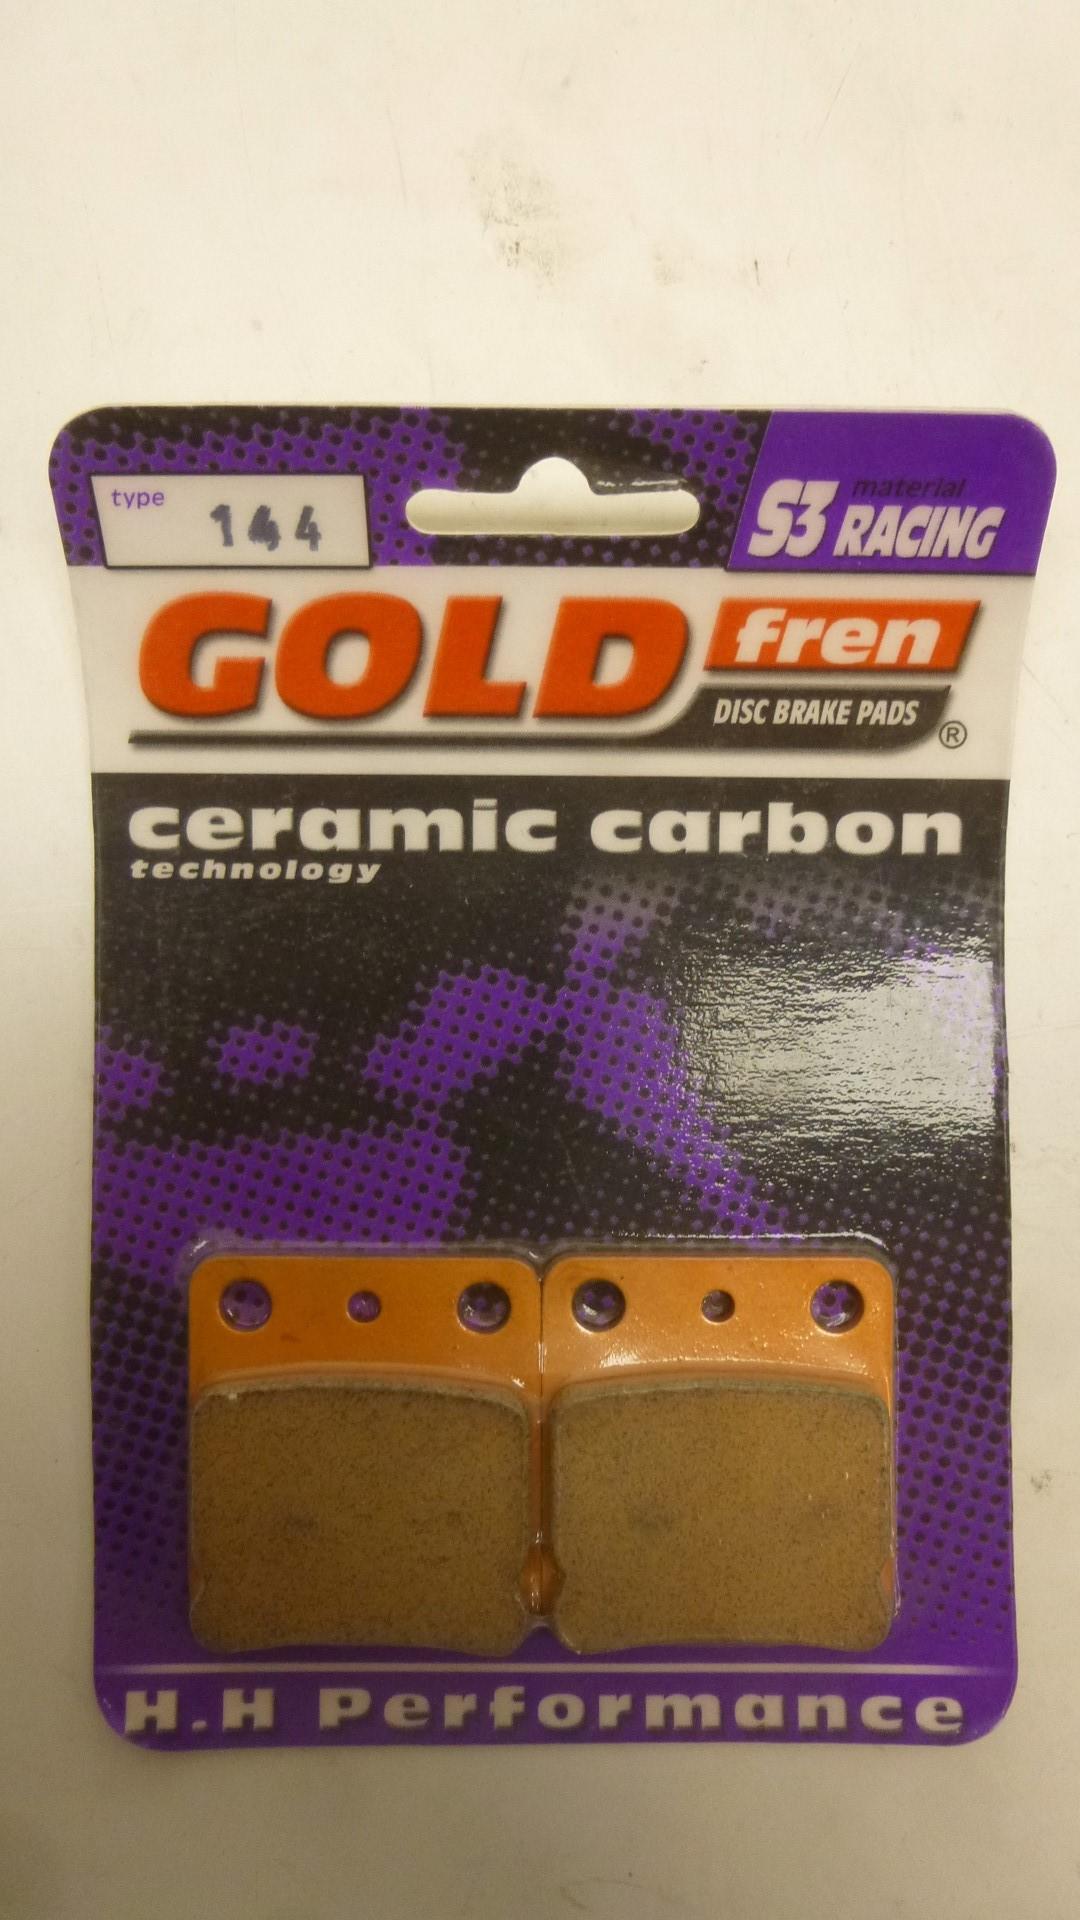 type
144
material
S3 RACING
GOLD fren
DISC BRAKE PADS
®
ceramic carbon
technology
H.H Performance